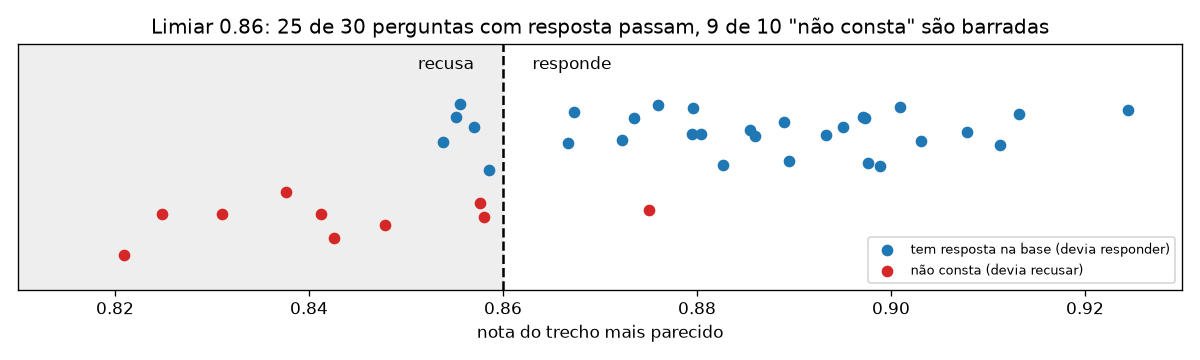 Limiar 0.86: 25 de 30 perguntas com resposta passam, 9 de 10 "não consta" são barradas
recusa
responde
tem resposta na base (devia responder)
não consta (devia recusar)
0.82
0.84
0.86
0.88
0.90
0.92
nota do trecho mais parecido